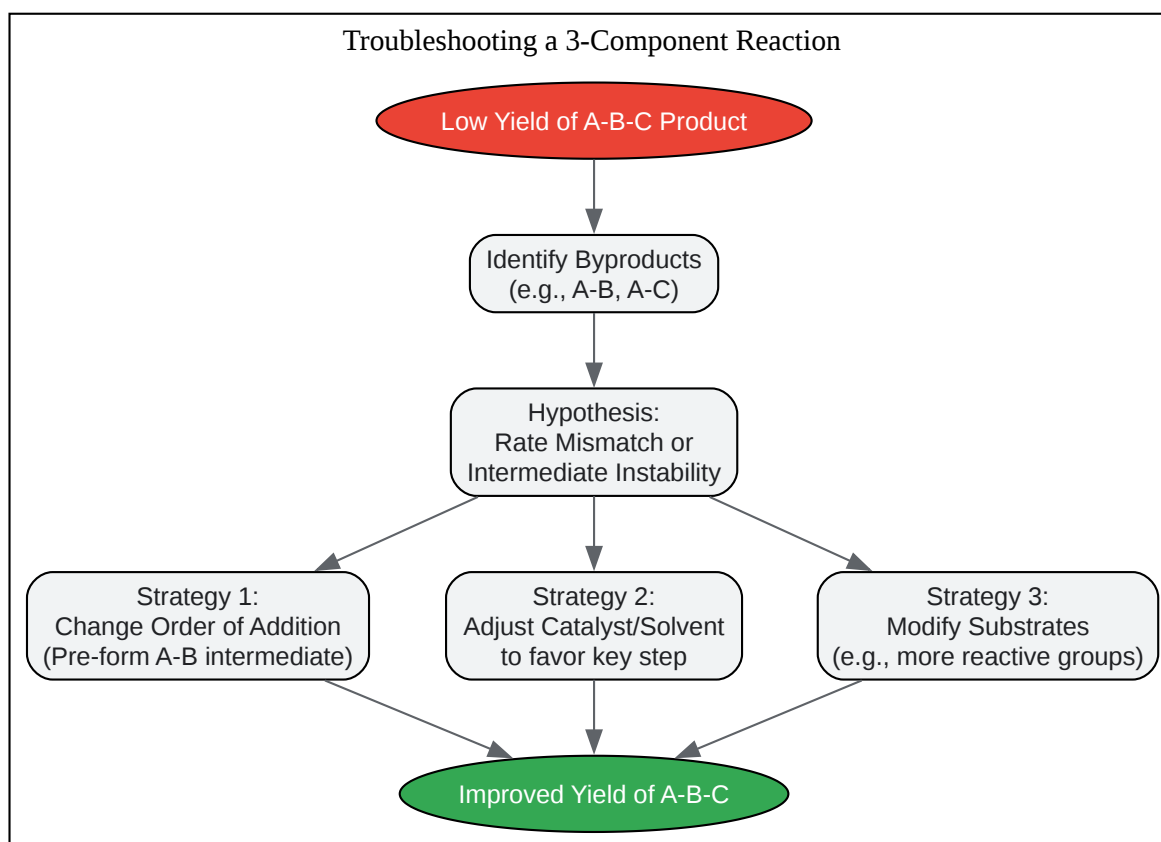 Troubleshooting a 3-Component Reaction
Low Yield of A-B-C Product
Identify Byproducts
(e.g., A-B, A-C)
Hypothesis:
Rate Mismatch or
Intermediate Instability
Strategy 1:
Change Order of Addition
(Pre-form A-B intermediate)
Strategy 2:
Adjust Catalyst/Solvent
to favor key step
Strategy 3:
Modify Substrates
(e.g., more reactive groups)
Improved Yield of A-B-C